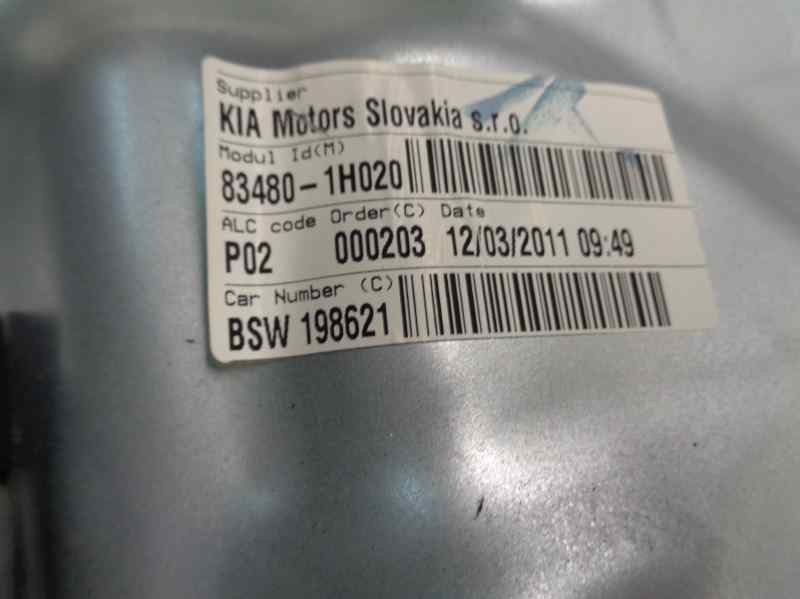 Supplier
KIA Motors Slovakia s.r.o.
Modul Id(M)
83480-1H020
ALC code Order(C) Date
P02 000203 12/03/2011 09:49
Car Number (C)
BSW 198621